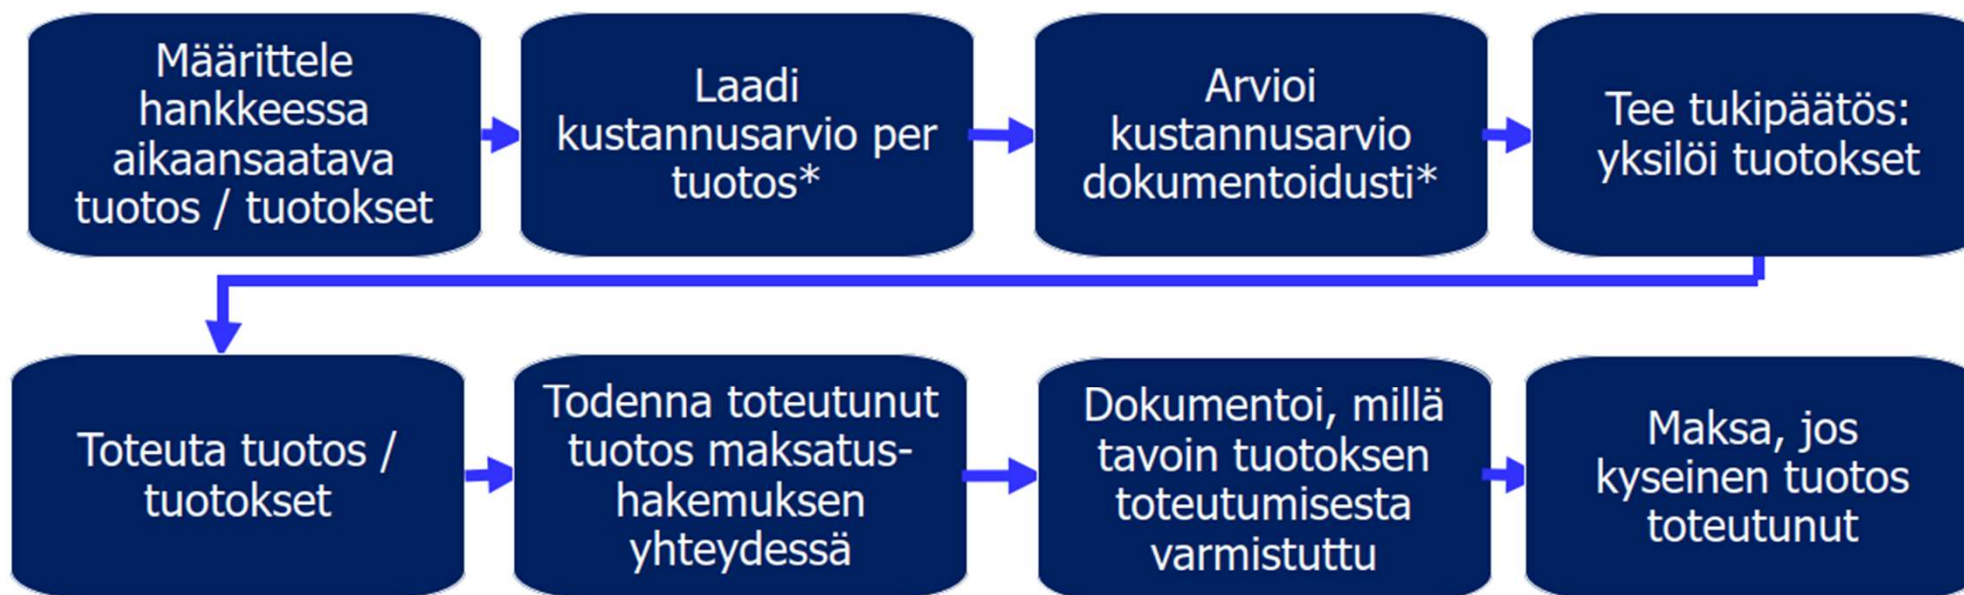 Määrittele
hankkeessa
aikaansaatava
tuotos / tuotokset
Laadi
kustannusarvio per
tuotos*
Arvioi
kustannusarvio
dokumentoidusti*
Tee tukipäätös:
yksilöi tuotokset
Toteuta tuotos /
tuotokset
Todenna toteutunut
tuotos maksatus-
hakemuksen
yhteydessä
Dokumentoi, millä
tavoin tuotoksen
toteutumisesta
varmistuttu
Maksa, jos
kyseinen tuotos
toteutunut